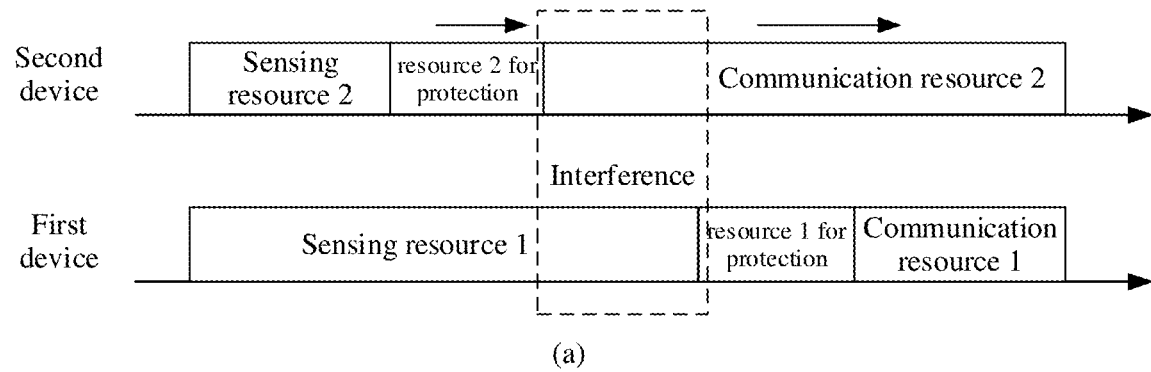 Second
device
Sensing
resource 2
resource 2 for
protection
Communication resource 2
Interference
First
device
Sensing resource 1
resource 1 for
protection
Communication
resource 1
(a)